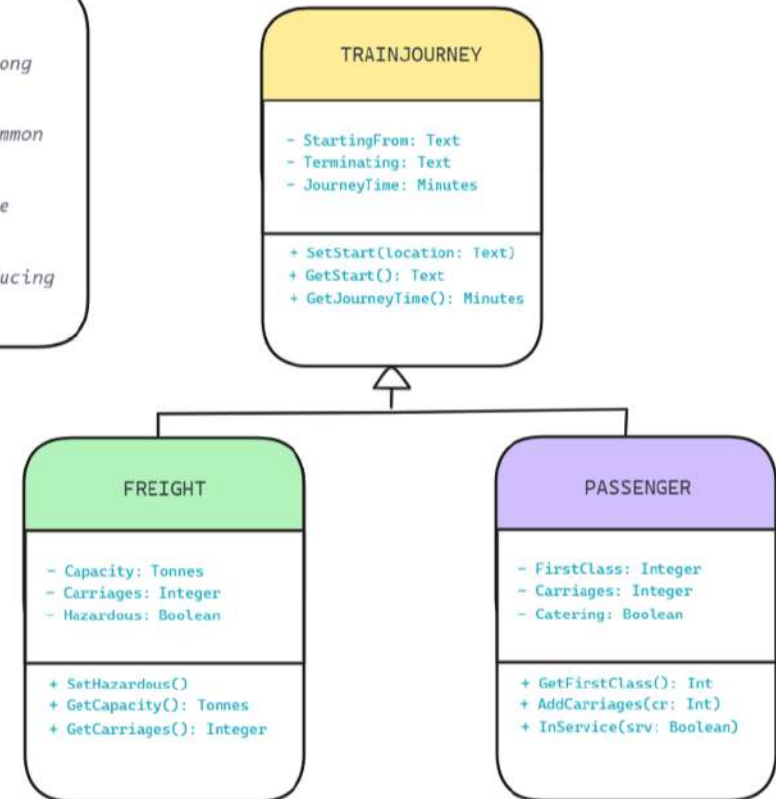 ong
mmon
e
ucing
TRAINJOURNEY
- StartingFrom: Text
- Terminating: Text
- JourneyTime: Minutes
+ SetStart(location: Text)
+ GetStart(): Text
+ GetJourneyTime(): Minutes
FREIGHT
- Capacity: Tonnes
- Carriages: Integer
- Hazardous: Boolean
+ SetHazardous()
+ GetCapacity(): Tonnes
+ GetCarriages(): Integer
PASSENGER
- FirstClass: Integer
- Carriages: Integer
- Catering: Boolean
+ GetFirstClass(): Int
+ AddCarriages(cr: Int)
+ InService(srv: Boolean)